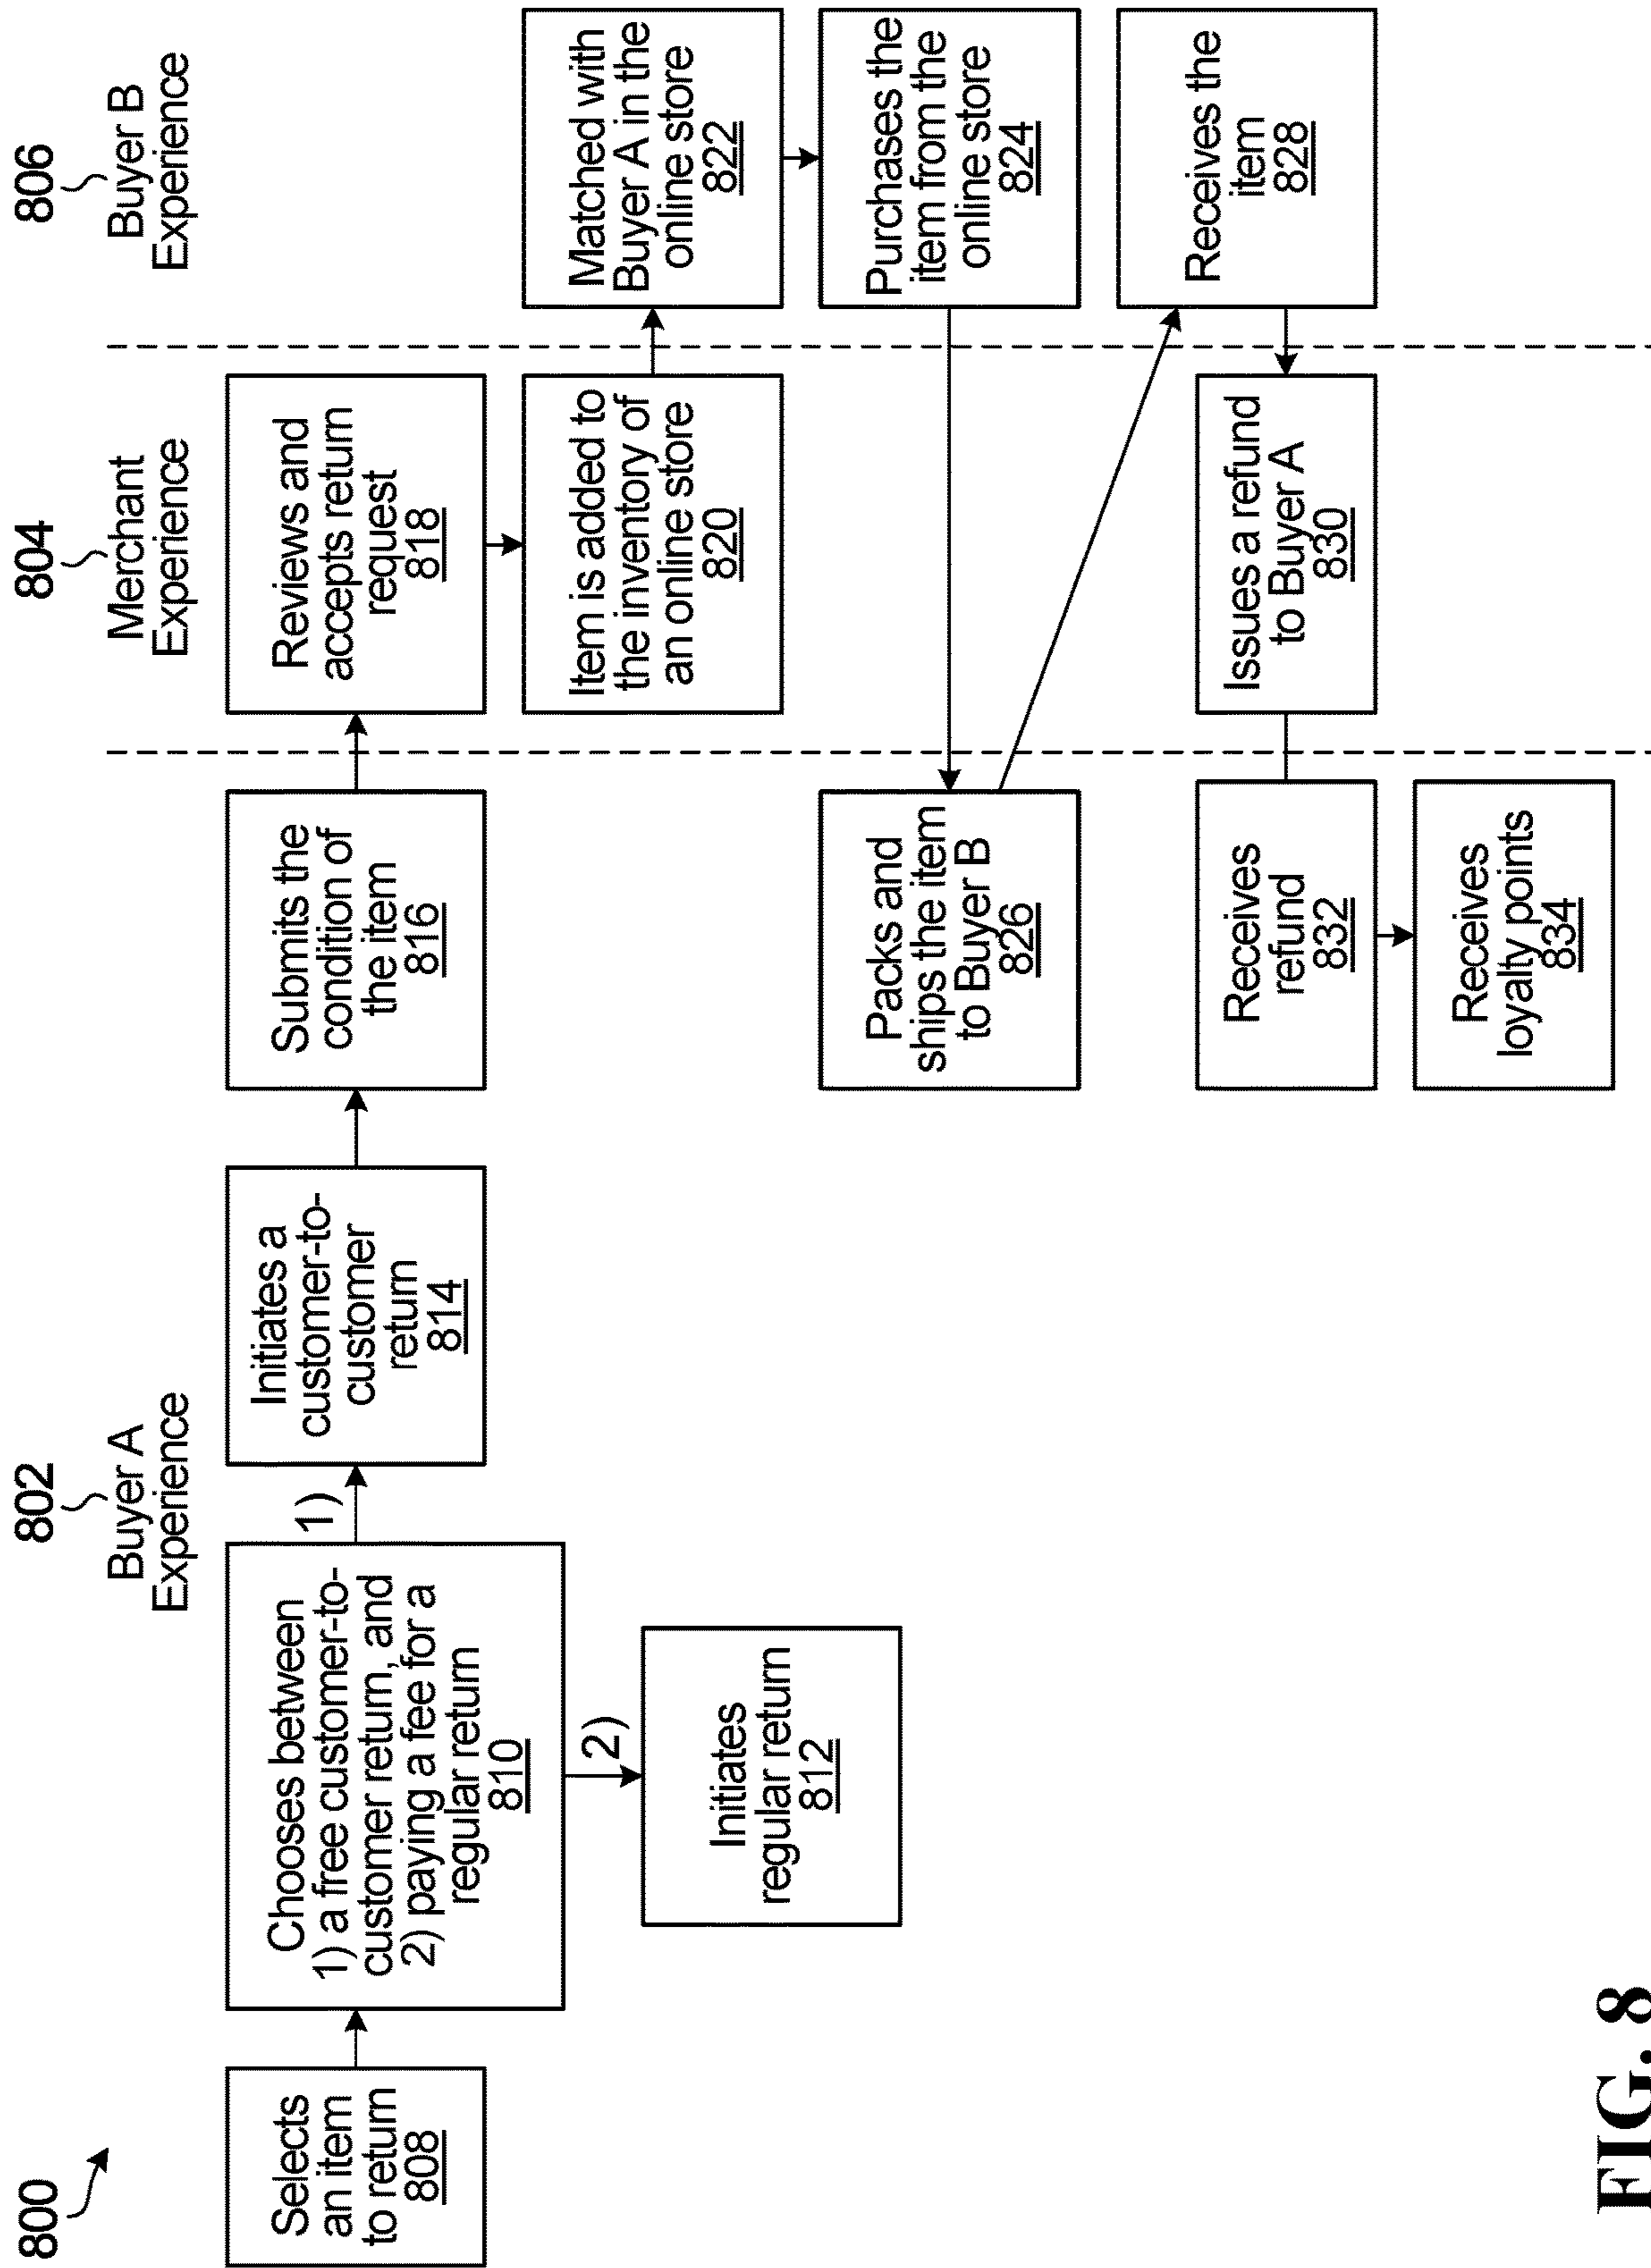 800
802
Buyer A
Experience
804
Merchant
Experience
806
Buyer B
Experience
Selects
an item
to return
808
Chooses between
1) a free customer-to-
customer return, and
2) paying a fee for a
regular return
810
1)
2)
Initiates
regular return
812
Initiates a
customer-to-
customer
return
814
Submits the
condition of
the item
816
Reviews and
accepts return
request
818
Item is added to
the inventory of
an online store
820
Matched with
Buyer A in the
online store
822
Purchases the
item from the
online store
824
Packs and
ships the item
to Buyer B
826
Receives the
item
828
Issues a refund
to Buyer A
830
Receives
refund
832
Receives
loyalty points
834
FIG. 8